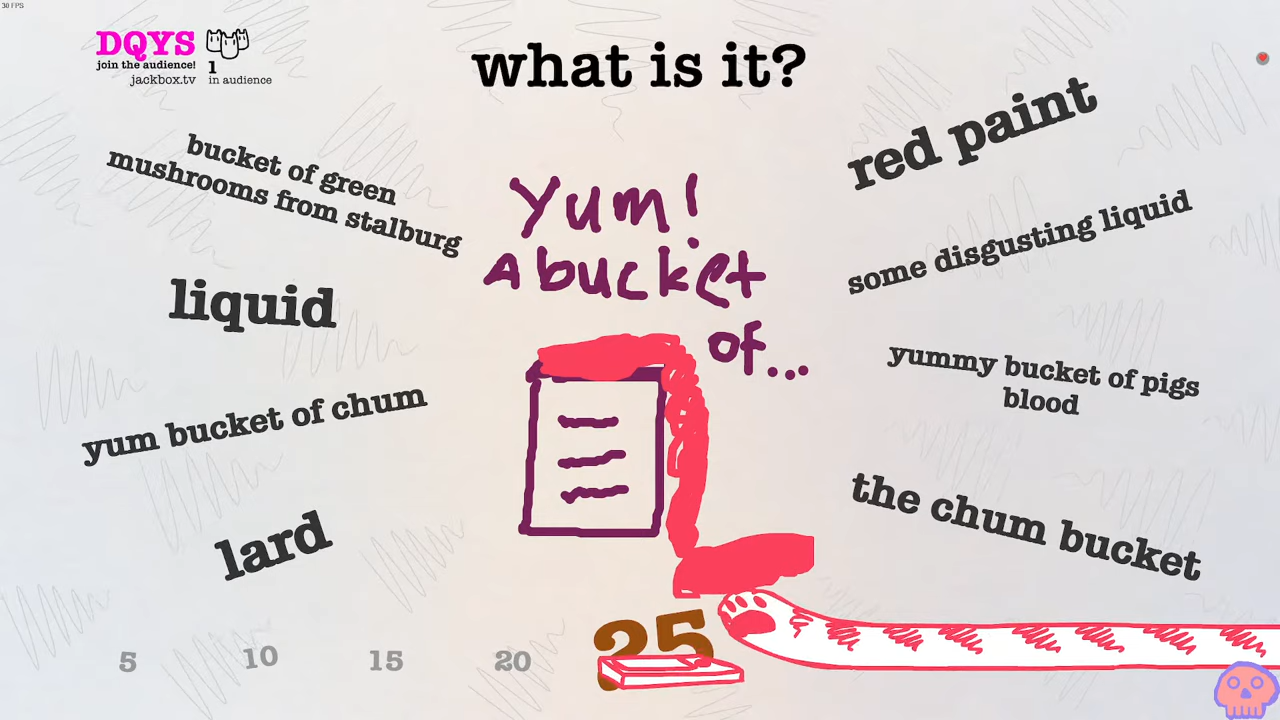 30 FPS
DQYS
join the audience!
jackbox.tv
1
in audience
what is it?
bucket of green
mushrooms from stalburg
liquid
yum bucket of chum
lard
Yum!
A bucket
of...
red paint
some disgusting liquid
yummy bucket of pigs
blood
the chum bucket
5 10 15 20 25